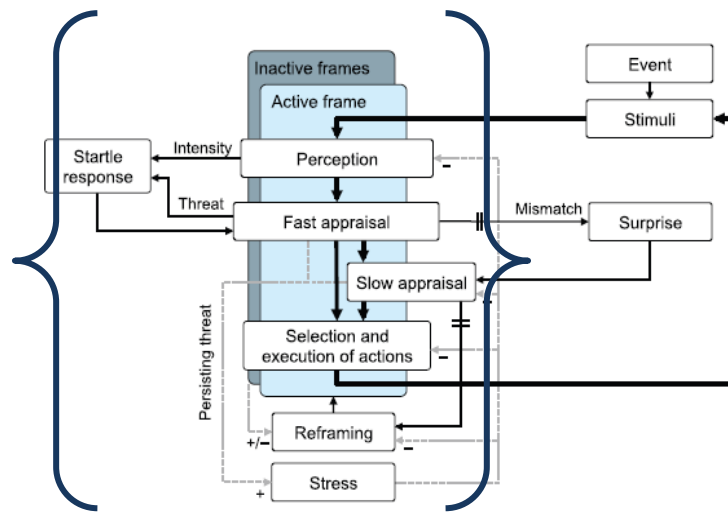 Inactive frames
Event
Active frame
Stimuli
Intensity
Startle
response
Perception
–
Threat
Fast appraisal
Mismatch
Surprise
Slow appraisal
–
Persisting threat
Selection and
execution of actions
–
Reframing
+/–
–
Stress
+